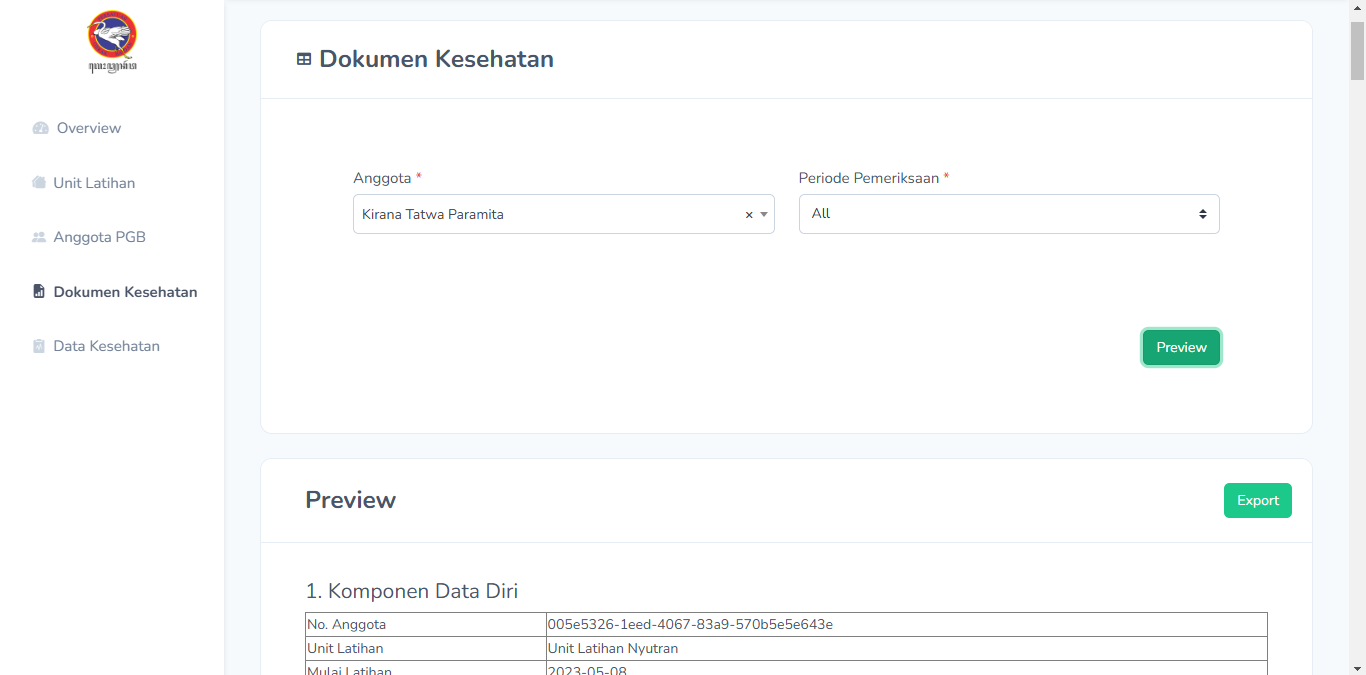 Dokumen Kesehatan
Overview
Unit Latihan
Anggota PGB
Dokumen Kesehatan
Data Kesehatan
Anggota *
Periode Pemeriksaan *
Kirana Tatwa Paramita × 
All
Preview
Preview
Export
1. Komponen Data Diri
No. Anggota 005e5326-1eed-4067-83a9-570b5e5e643e
Unit Latihan Unit Latihan Nyutran
Mulai Latihan 2023-05-08